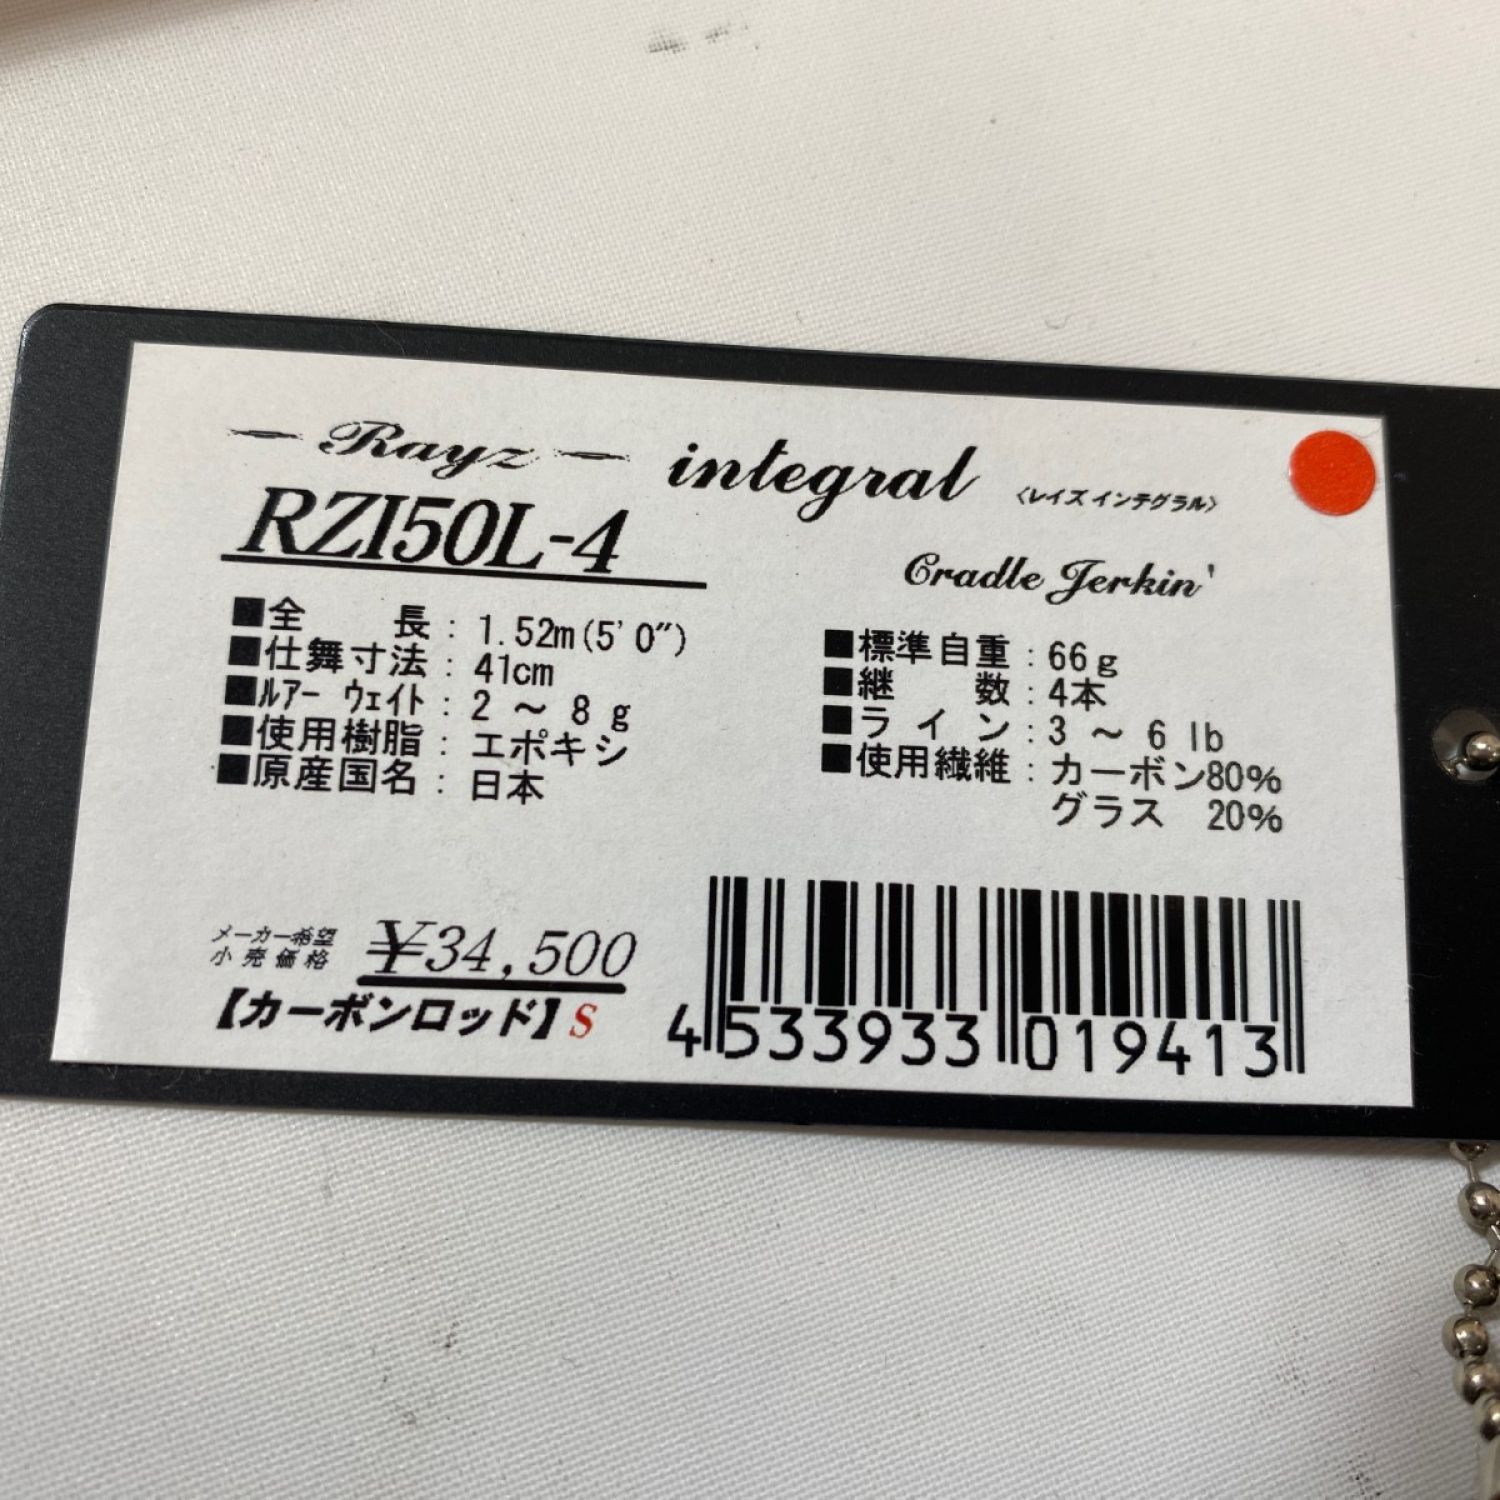 Rayz integral 〈レイズ インテグラル〉
RZI50L-4
Cradle Jerkin'
■全長:1.52m(5'0")
■仕舞寸法:41cm
■ルアー ウェイト:2 ~ 8g
■使用樹脂:エポキシ
■原産国名:日本
■標準自重:66g
■継数:4本
■ライン:3 ~ 6 lb
■使用繊維:カーボン80%
グラス 20%
メーカー希望
小売価格 ¥34,500
【カーボンロッド】S
4 533933 019413